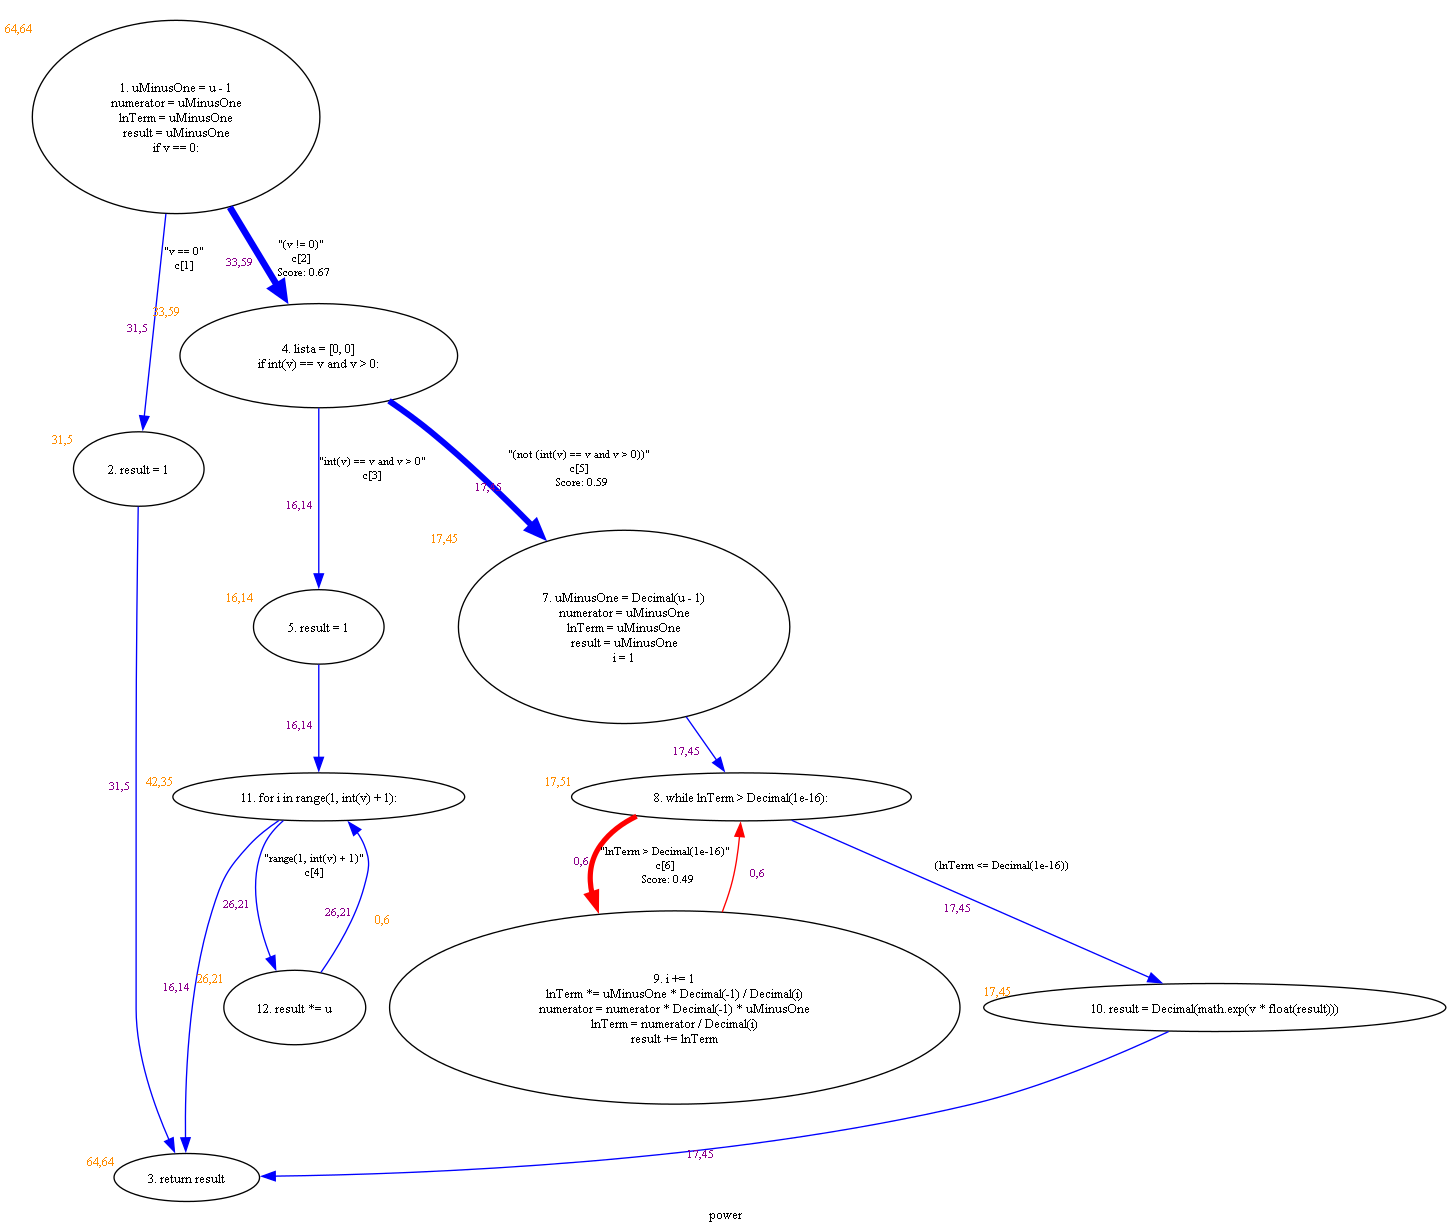 64,64
1. uMinusOne = u - 1
numerator = uMinusOne
lnTerm = uMinusOne
result = uMinusOne
if v == 0:
"v == 0"
c[1]
33,59
"(v != 0)"
c[2]
Score: 0.67
33,59
31,5
4. lista = [0, 0]
if int(v) == v and v > 0:
31,5
2. result = 1
"int(v) == v and v > 0"
c[3]
16,14
"(not (int(v) == v and v > 0))"
c[5]
Score: 0.59
17,45
17,45
16,14
5. result = 1
7. uMinusOne = Decimal(u - 1)
numerator = uMinusOne
lnTerm = uMinusOne
result = uMinusOne
i = 1
16,14
17,45
31,5
42,35
11. for i in range(1, int(v) + 1):
17,51
8. while lnTerm > Decimal(1e-16):
"range(1, int(v) + 1)"
c[4]
26,21
26,21
0,6
"lnTerm > Decimal(1e-16)"
c[6]
Score: 0.49
0,6
(lnTerm <= Decimal(1e-16))
17,45
0,6
16,14
26,21
12. result *= u
9. i += 1
lnTerm *= uMinusOne * Decimal(-1) / Decimal(i)
numerator = numerator * Decimal(-1) * uMinusOne
lnTerm = numerator / Decimal(i)
result += lnTerm
17,45
10. result = Decimal(math.exp(v * float(result)))
17,45
64,64
3. return result
power